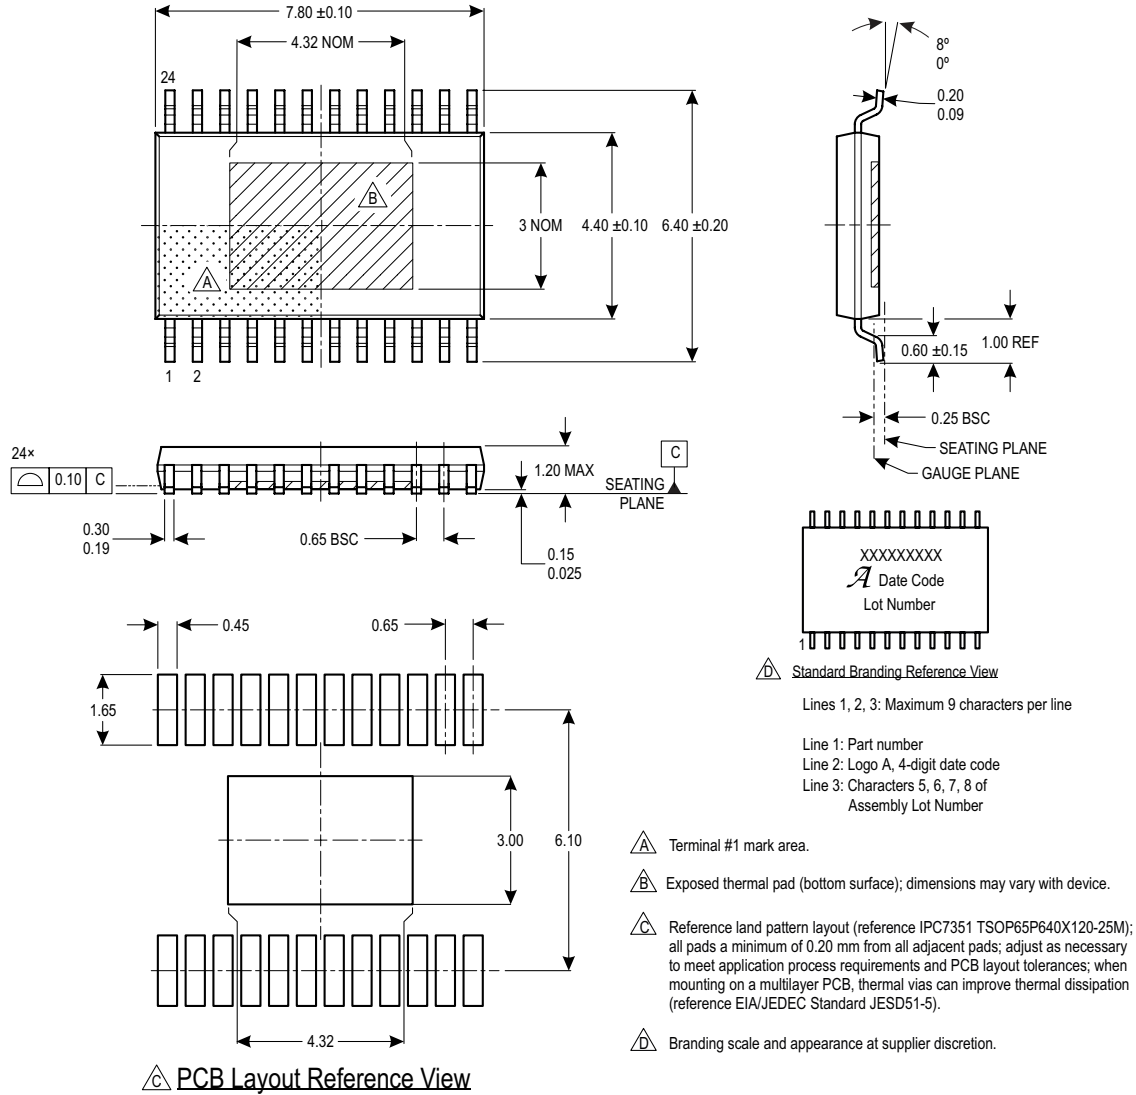 7.80 ±0.10
4.32 NOM
24
B
A
3 NOM
4.40 ±0.10
6.40 ±0.20
1 2
8º
0º
0.20
0.09
0.60 ±0.15
1.00 REF
0.25 BSC
SEATING PLANE
GAUGE PLANE
24×
0.10 C
0.30
0.19
0.65 BSC
1.20 MAX
C
SEATING
PLANE
0.15
0.025
XXXXXXXXX
A Date Code
Lot Number
1
D Standard Branding Reference View
Lines 1, 2, 3: Maximum 9 characters per line
Line 1: Part number
Line 2: Logo A, 4-digit date code
Line 3: Characters 5, 6, 7, 8 of
Assembly Lot Number
0.45
0.65
1.65
3.00
6.10
4.32
C PCB Layout Reference View
A Terminal #1 mark area.
B Exposed thermal pad (bottom surface); dimensions may vary with device.
C Reference land pattern layout (reference IPC7351 TSOP65P640X120-25M);
all pads a minimum of 0.20 mm from all adjacent pads; adjust as necessary
to meet application process requirements and PCB layout tolerances; when
mounting on a multilayer PCB, thermal vias can improve thermal dissipation
(reference EIA/JEDEC Standard JESD51-5).
D Branding scale and appearance at supplier discretion.